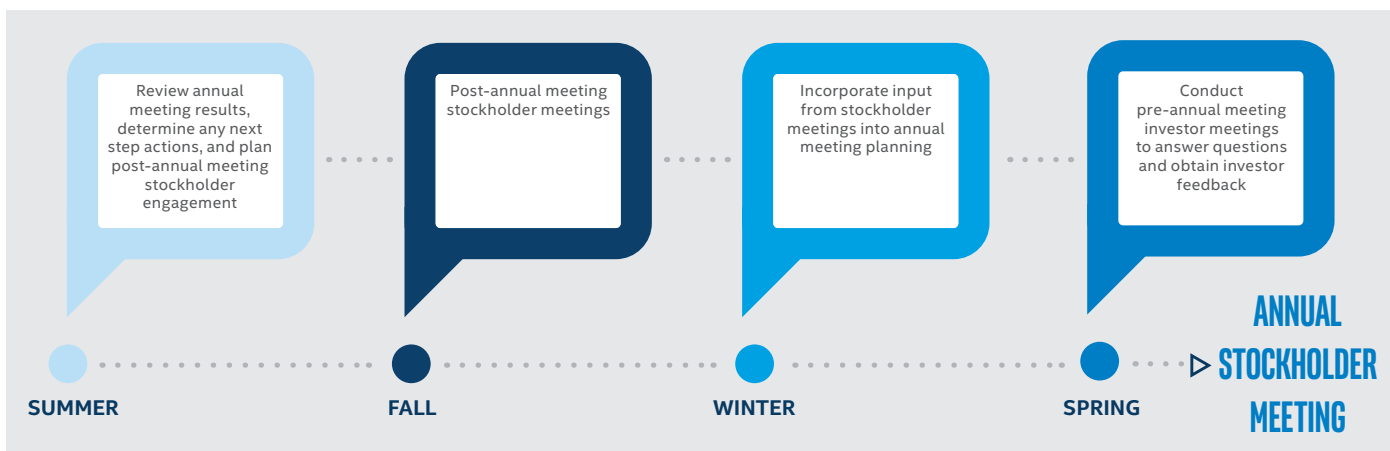 Review annual
meeting results,
determine any next
step actions, and plan
post-annual meeting
stockholder
engagement
Post-annual meeting
stockholder meetings
Incorporate input
from stockholder
meetings into annual
meeting planning
Conduct
pre-annual meeting
investor meetings
to answer questions
and obtain investor
feedback
SUMMER
FALL
WINTER
SPRING
ANNUAL
STOCKHOLDER
MEETING